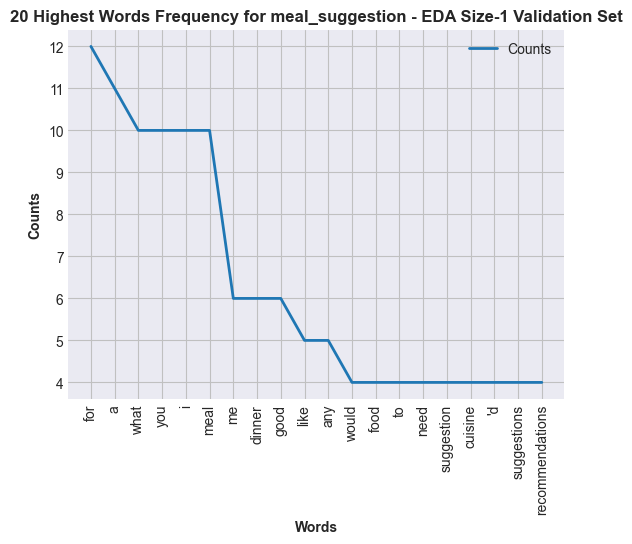 20 Highest Words Frequency for meal_suggestion - EDA Size-1 Validation Set
Counts
12
11
10
9
8
7
6
5
4
Counts
for
a
what
you
i
meal
me
dinner
good
like
any
would
food
to
need
suggestion
cuisine
'd
suggestions
recommendations
Words